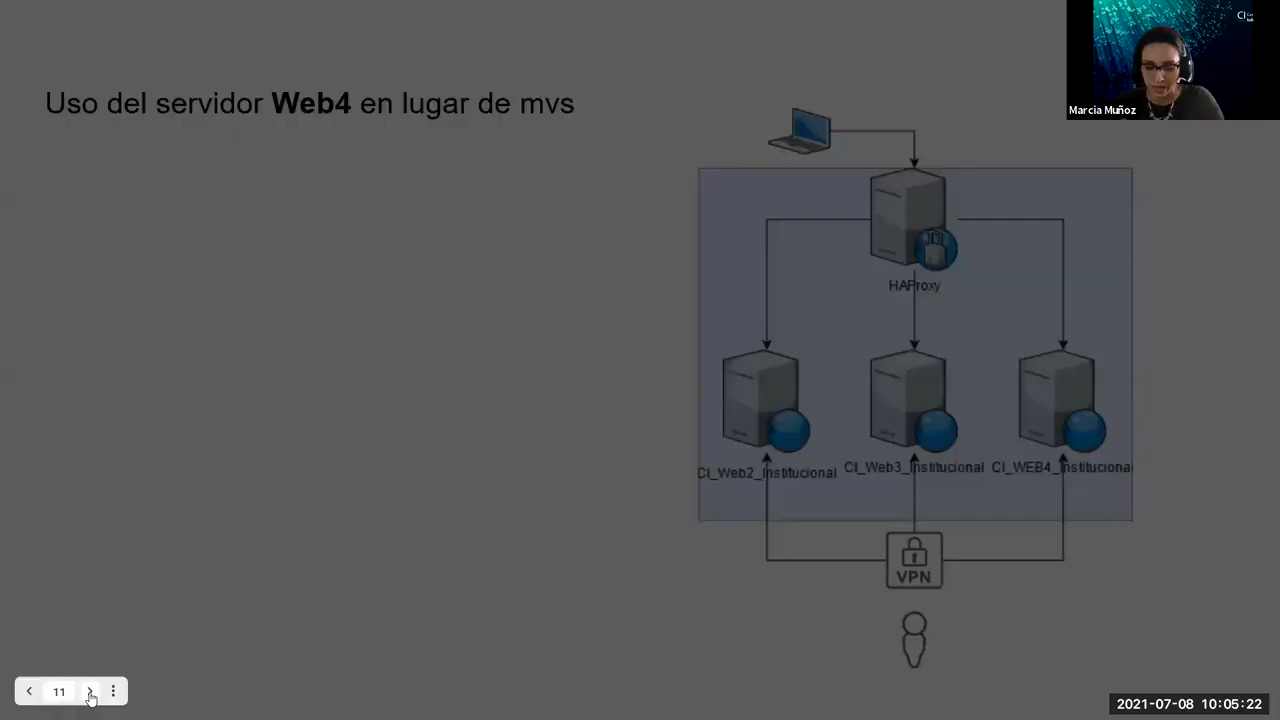 CI
Marcia Muñoz
Uso del servidor Web4 en lugar de mvs
HAProxy
CI_Web2_Institucional
CI_Web3_Institucional
CI_WEB4_Institucional
VPN
11
2021-07-08 10:05:22